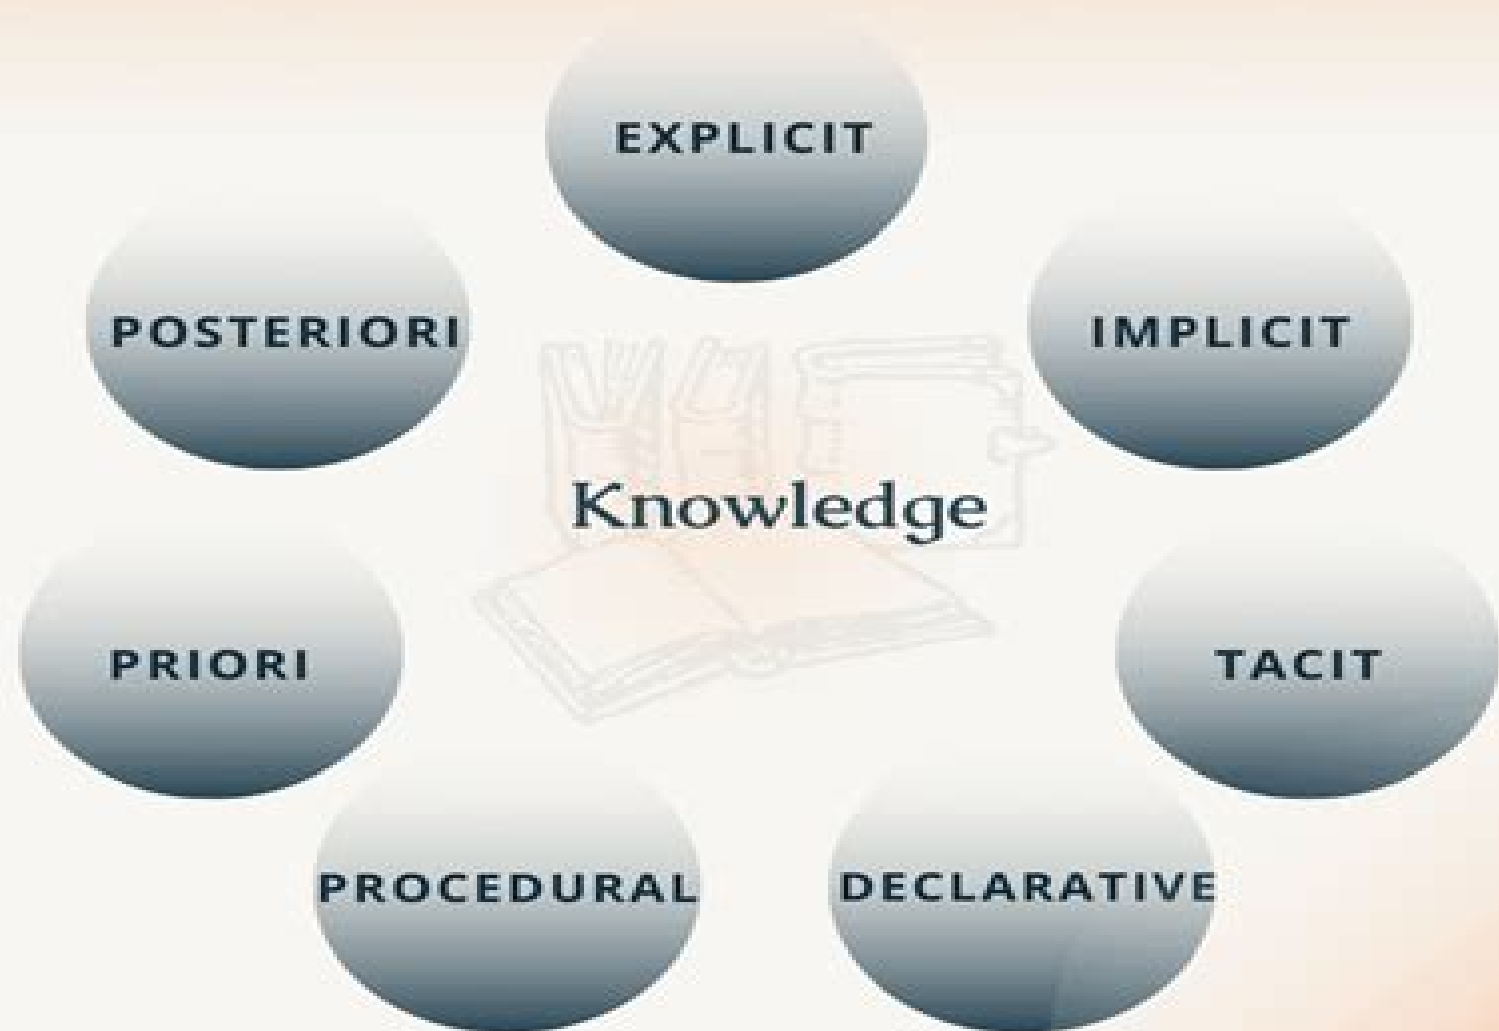 EXPLICIT
POSTERIORI
IMPLICIT
Knowledge
PRIORI
TACIT
PROCEDURAL
DECLARATIVE